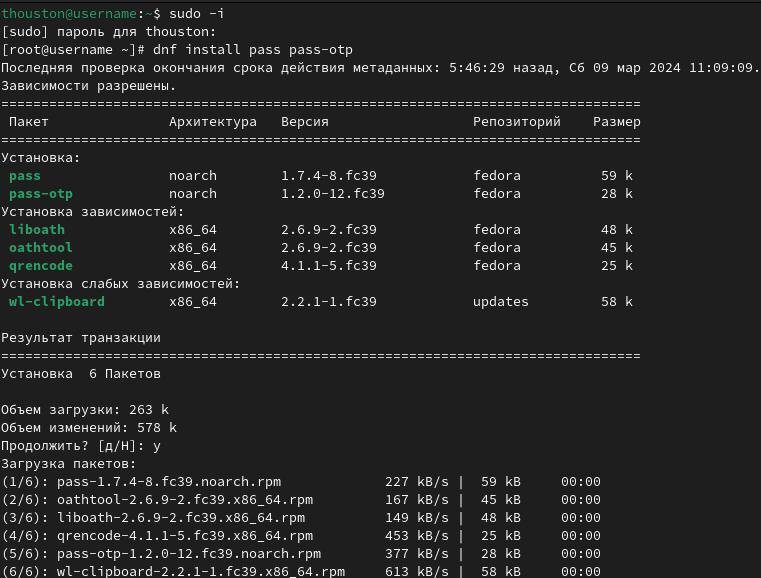 thouston@username:~$ sudo -i
[sudo] пароль для thouston:
[root@username ~]# dnf install pass pass-otp
Последняя проверка окончания срока действия метаданных: 5:46:29 назад, Сб 09 мар 2024 11:09:09.
Зависимости разрешены.
================================================================================
Пакет Архитектура Версия Репозиторий Размер
================================================================================
Установка:
pass noarch 1.7.4-8.fc39 fedora 59 k
pass-otp noarch 1.2.0-12.fc39 fedora 28 k
Установка зависимостей:
liboath x86_64 2.6.9-2.fc39 fedora 48 k
oathtool x86_64 2.6.9-2.fc39 fedora 45 k
qrencode x86_64 4.1.1-5.fc39 fedora 25 k
Установка слабых зависимостей:
wl-clipboard x86_64 2.2.1-1.fc39 updates 58 k
Результат транзакции
================================================================================
Установка 6 Пакетов
Объем загрузки: 263 k
Объем изменений: 578 k
Продолжить? [д/Н]: y
Загрузка пакетов:
(1/6): pass-1.7.4-8.fc39.noarch.rpm 227 kB/s | 59 kB 00:00
(2/6): oathtool-2.6.9-2.fc39.x86_64.rpm 167 kB/s | 45 kB 00:00
(3/6): liboath-2.6.9-2.fc39.x86_64.rpm 149 kB/s | 48 kB 00:00
(4/6): qrencode-4.1.1-5.fc39.x86_64.rpm 453 kB/s | 25 kB 00:00
(5/6): pass-otp-1.2.0-12.fc39.noarch.rpm 377 kB/s | 28 kB 00:00
(6/6): wl-clipboard-2.2.1-1.fc39.x86_64.rpm 613 kB/s | 58 kB 00:00